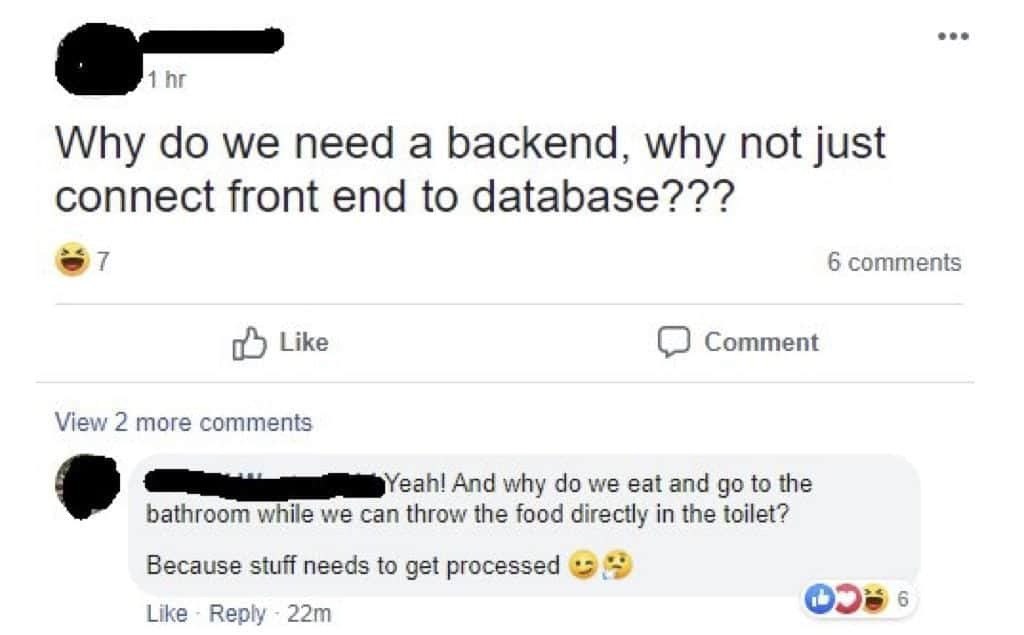 1 hr
Why do we need a backend, why not just
connect front end to database???
7
6 comments
Like
Comment
View 2 more comments
Yeah! And why do we eat and go to the
bathroom while we can throw the food directly in the toilet?
Because stuff needs to get processed 😉🤔
6
Like · Reply · 22m